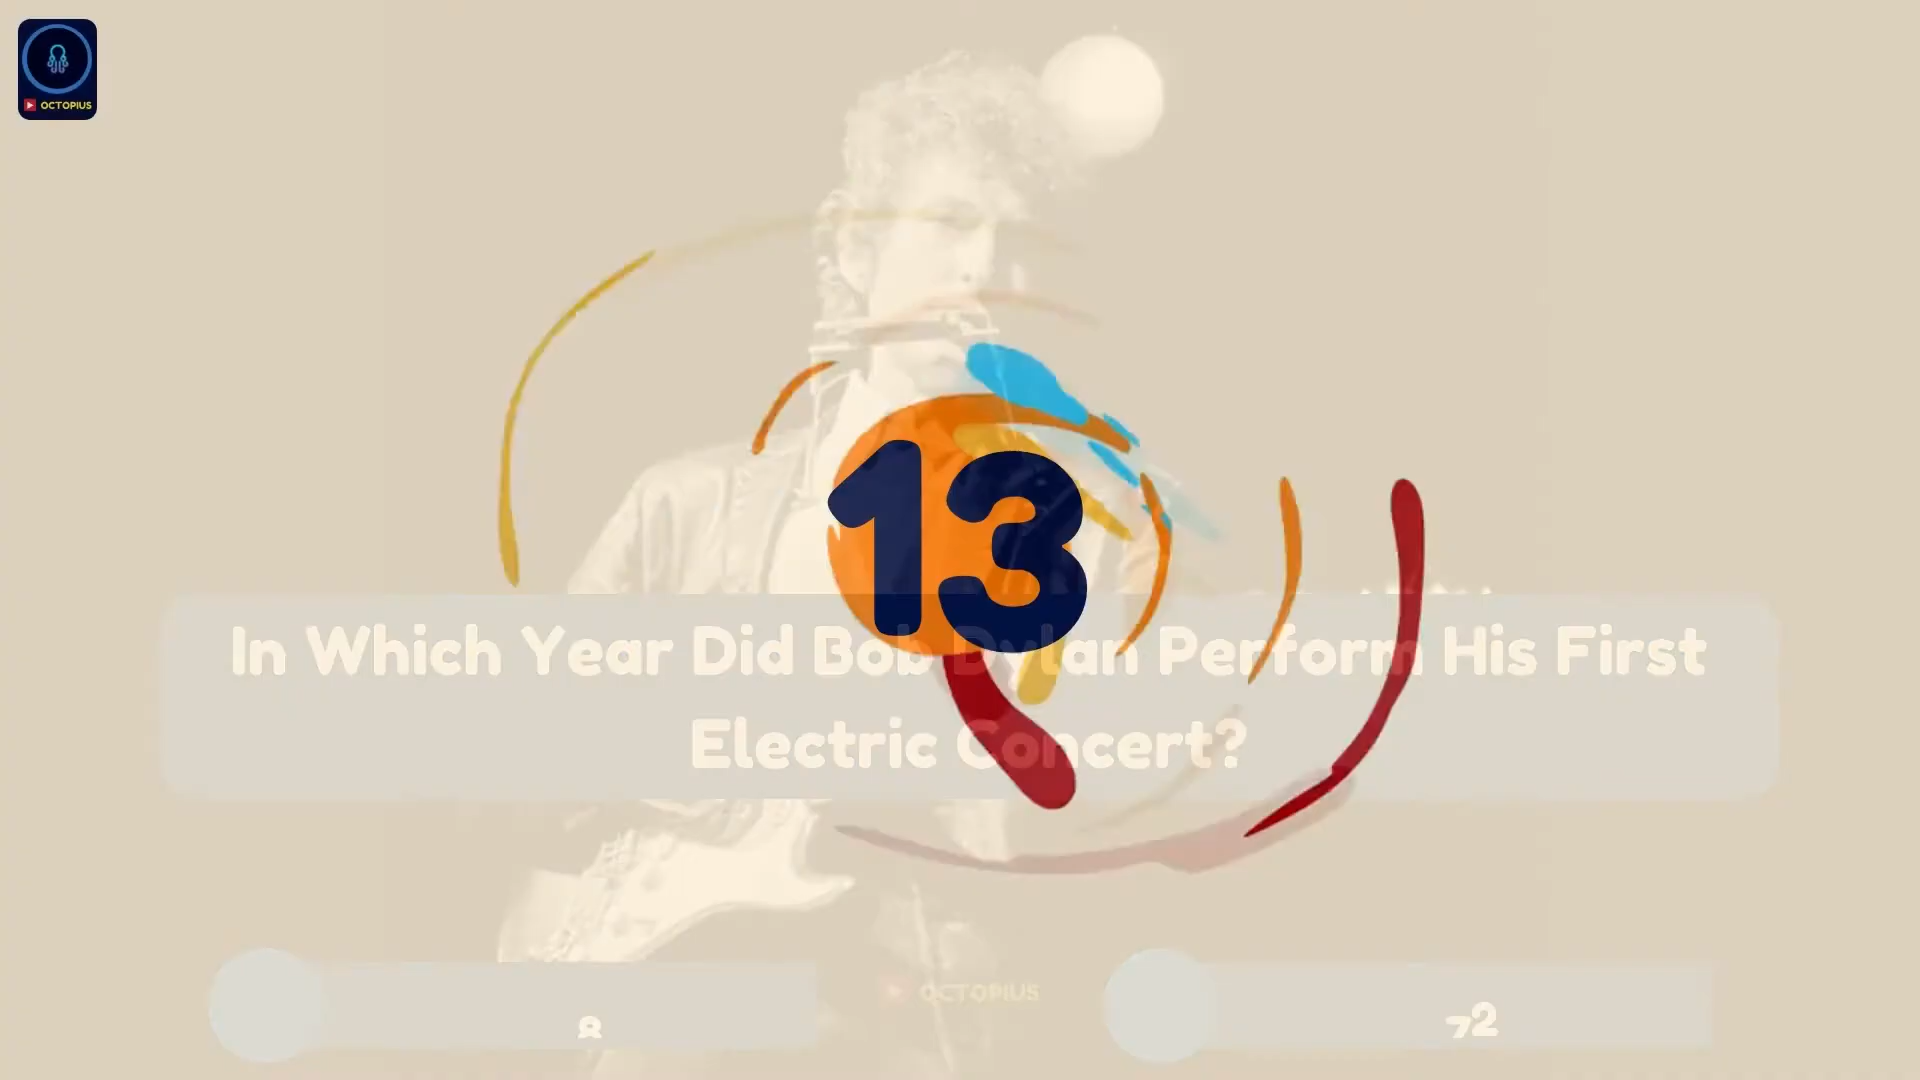 OCTOPIUS
13
In Which Year Did Bob Dylan Perform His First
Electric Concert?
OCTOPIUS